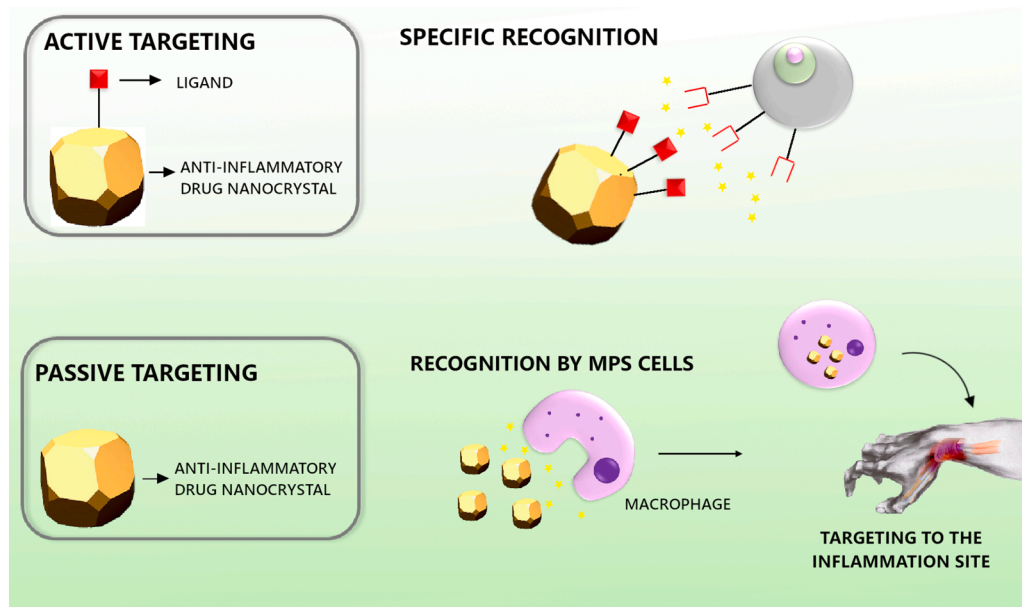 ACTIVE TARGETING
LIGAND
ANTI-INFLAMMATORY
DRUG NANOCRYSTAL
SPECIFIC RECOGNITION
PASSIVE TARGETING
ANTI-INFLAMMATORY
DRUG NANOCRYSTAL
RECOGNITION BY MPS CELLS
MACROPHAGE
TARGETING TO THE
INFLAMMATION SITE